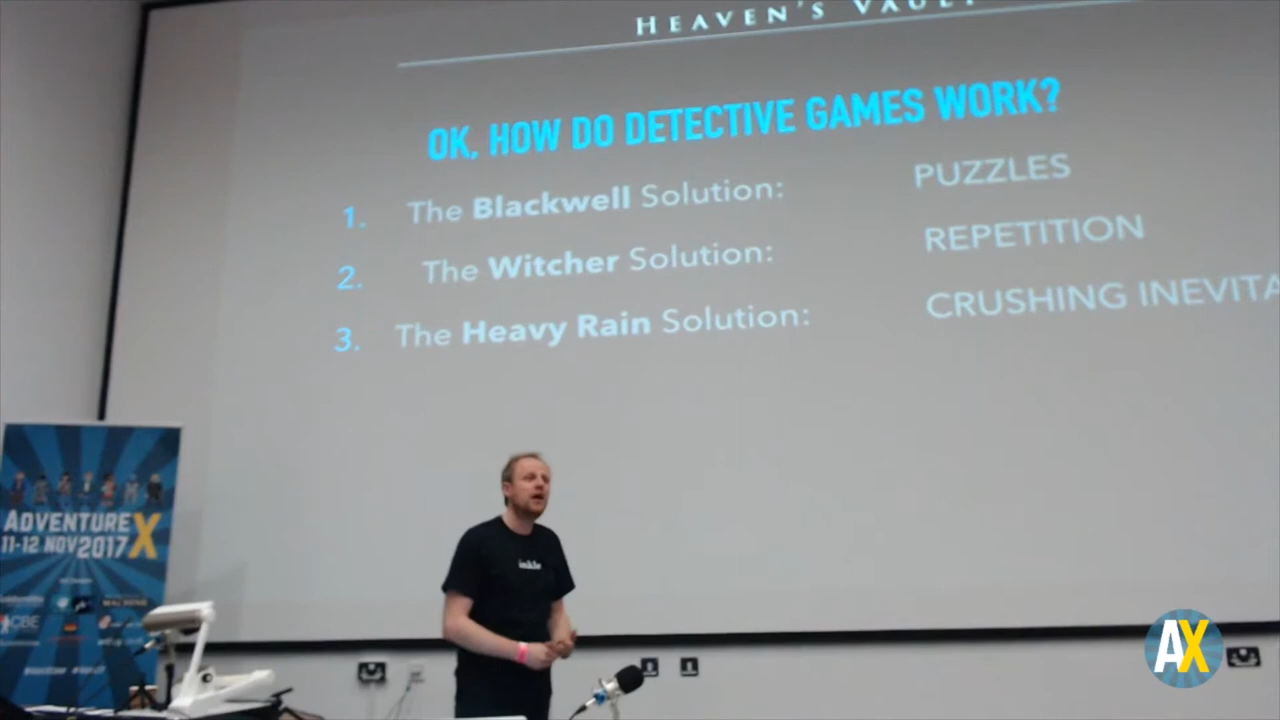 HEAVEN'S VAULT
OK, HOW DO DETECTIVE GAMES WORK?
1. The Blackwell Solution: PUZZLES
2. The Witcher Solution: REPETITION
3. The Heavy Rain Solution: CRUSHING INEVITA
ADVENTURE X
11-12 NOV 2017
inkle
AX